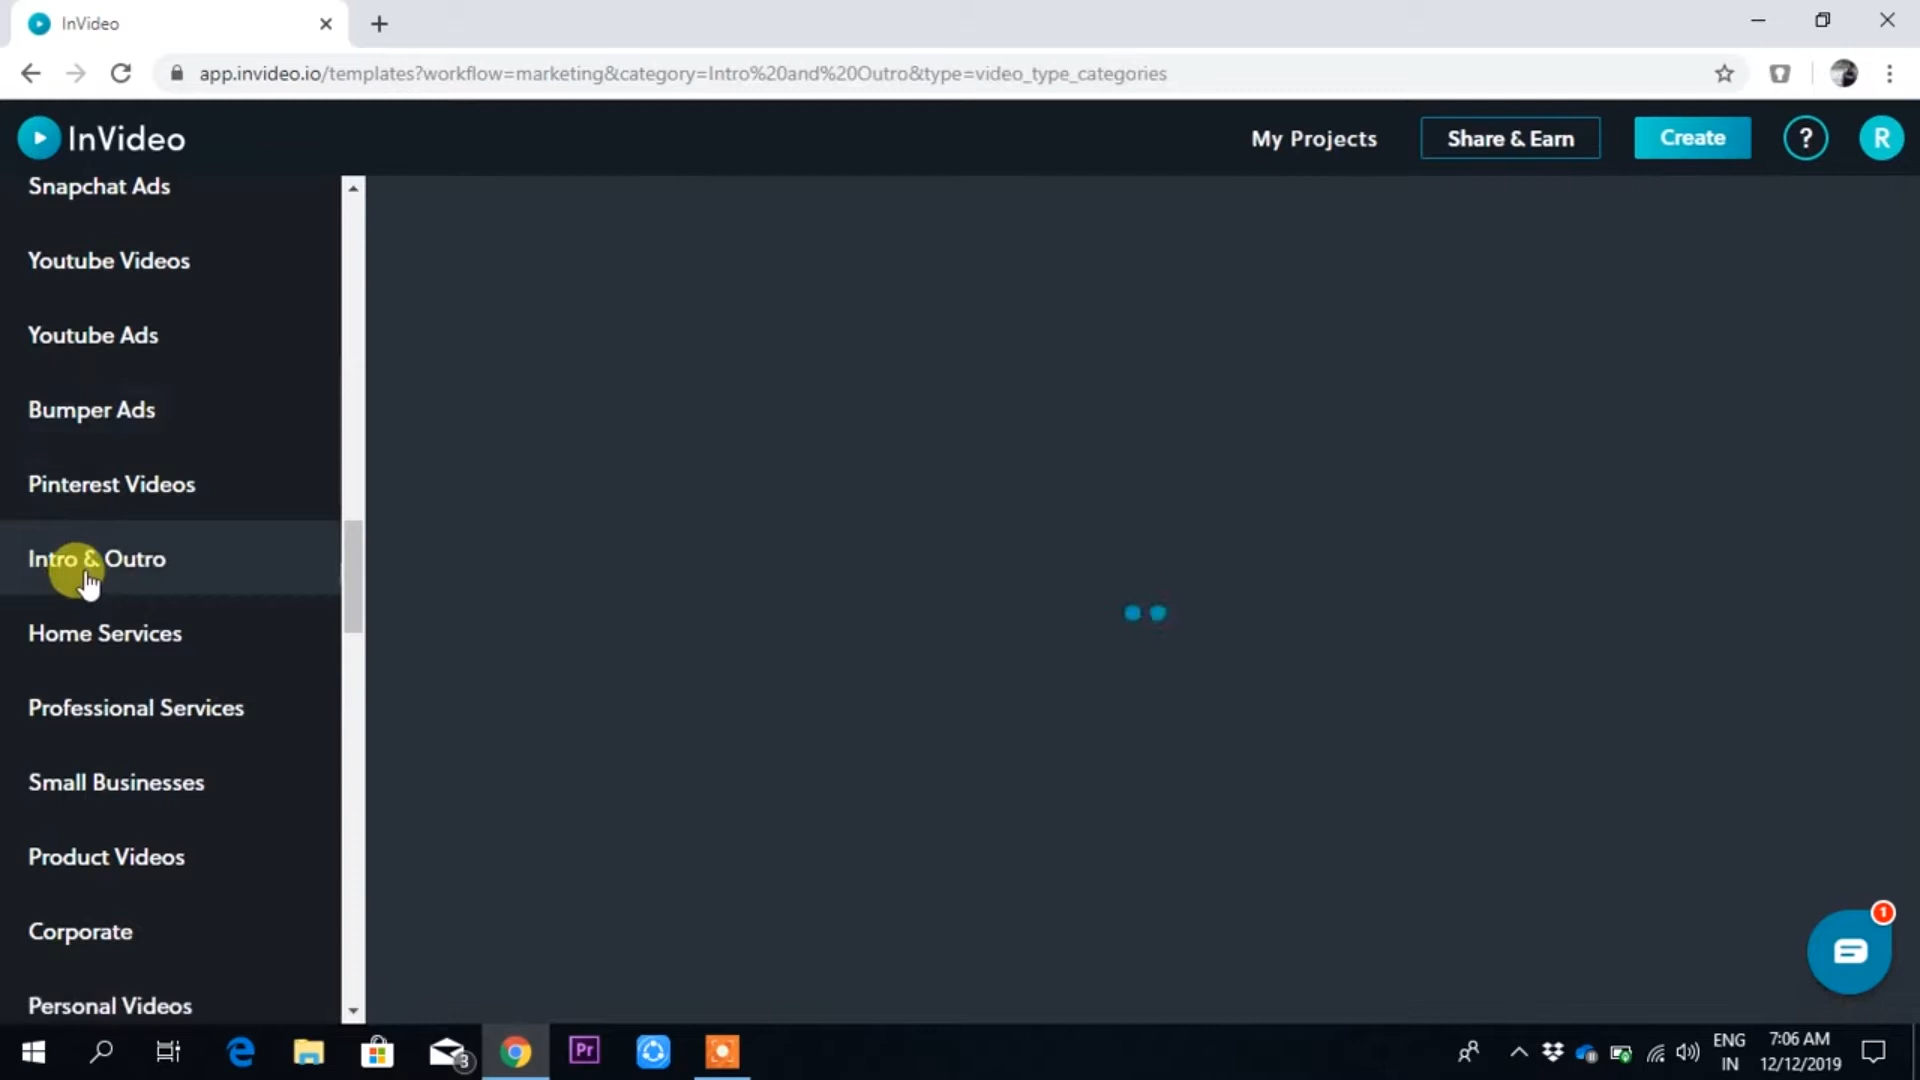 InVideo
app.invideo.io/templates?workflow=marketing&category=Intro%20and%20Outro&type=video_type_categories
InVideo
My Projects
Share & Earn
Create
?
R
Snapchat Ads
Youtube Videos
Youtube Ads
Bumper Ads
Pinterest Videos
Intro & Outro
Home Services
Professional Services
Small Businesses
Product Videos
Corporate
Personal Videos
1
3
Pr
ENG
IN
7:06 AM
12/12/2019